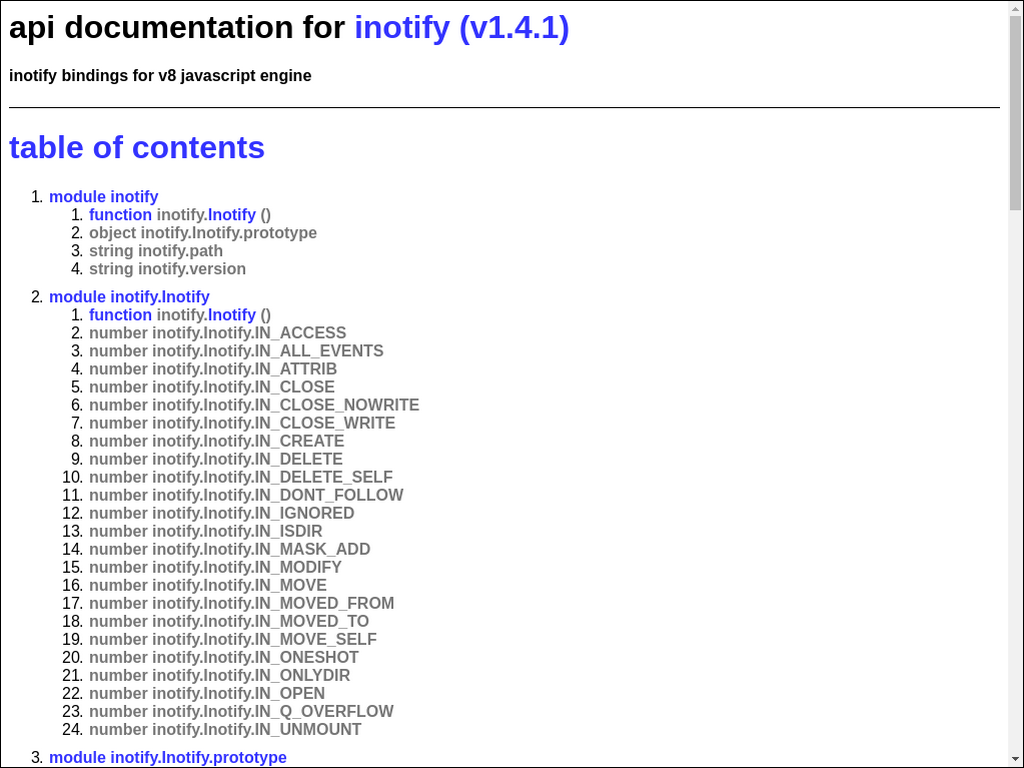 api documentation for inotify (v1.4.1)
inotify bindings for v8 javascript engine
table of contents
1. module inotify
1. function inotify.Inotify ()
2. object inotify.Inotify.prototype
3. string inotify.path
4. string inotify.version
2. module inotify.Inotify
1. function inotify.Inotify ()
2. number inotify.Inotify.IN_ACCESS
3. number inotify.Inotify.IN_ALL_EVENTS
4. number inotify.Inotify.IN_ATTRIB
5. number inotify.Inotify.IN_CLOSE
6. number inotify.Inotify.IN_CLOSE_NOWRITE
7. number inotify.Inotify.IN_CLOSE_WRITE
8. number inotify.Inotify.IN_CREATE
9. number inotify.Inotify.IN_DELETE
10. number inotify.Inotify.IN_DELETE_SELF
11. number inotify.Inotify.IN_DONT_FOLLOW
12. number inotify.Inotify.IN_IGNORED
13. number inotify.Inotify.IN_ISDIR
14. number inotify.Inotify.IN_MASK_ADD
15. number inotify.Inotify.IN_MODIFY
16. number inotify.Inotify.IN_MOVE
17. number inotify.Inotify.IN_MOVED_FROM
18. number inotify.Inotify.IN_MOVED_TO
19. number inotify.Inotify.IN_MOVE_SELF
20. number inotify.Inotify.IN_ONESHOT
21. number inotify.Inotify.IN_ONLYDIR
22. number inotify.Inotify.IN_OPEN
23. number inotify.Inotify.IN_Q_OVERFLOW
24. number inotify.Inotify.IN_UNMOUNT
3. module inotify.Inotify.prototype